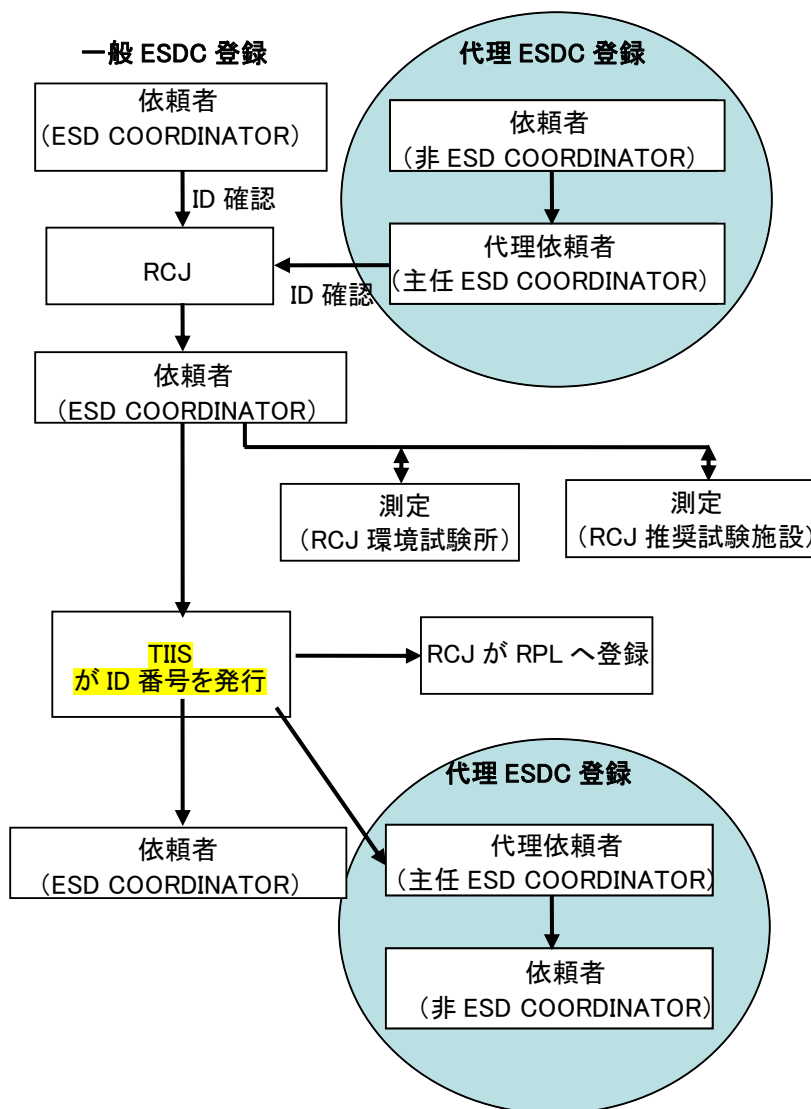 一般 ESDC 登録
代理 ESDC 登録
依頼者
（ESD COORDINATOR）
依頼者
（非 ESD COORDINATOR）
ID 確認
RCJ
代理依頼者
（主任 ESD COORDINATOR）
ID 確認
依頼者
（ESD COORDINATOR）
測定
（RCJ 環境試験所）
測定
（RCJ 推奨試験施設）
TIIS
が ID 番号を発行
RCJ が RPL へ登録
代理 ESDC 登録
依頼者
（ESD COORDINATOR）
代理依頼者
（主任 ESD COORDINATOR）
依頼者
（非 ESD COORDINATOR）